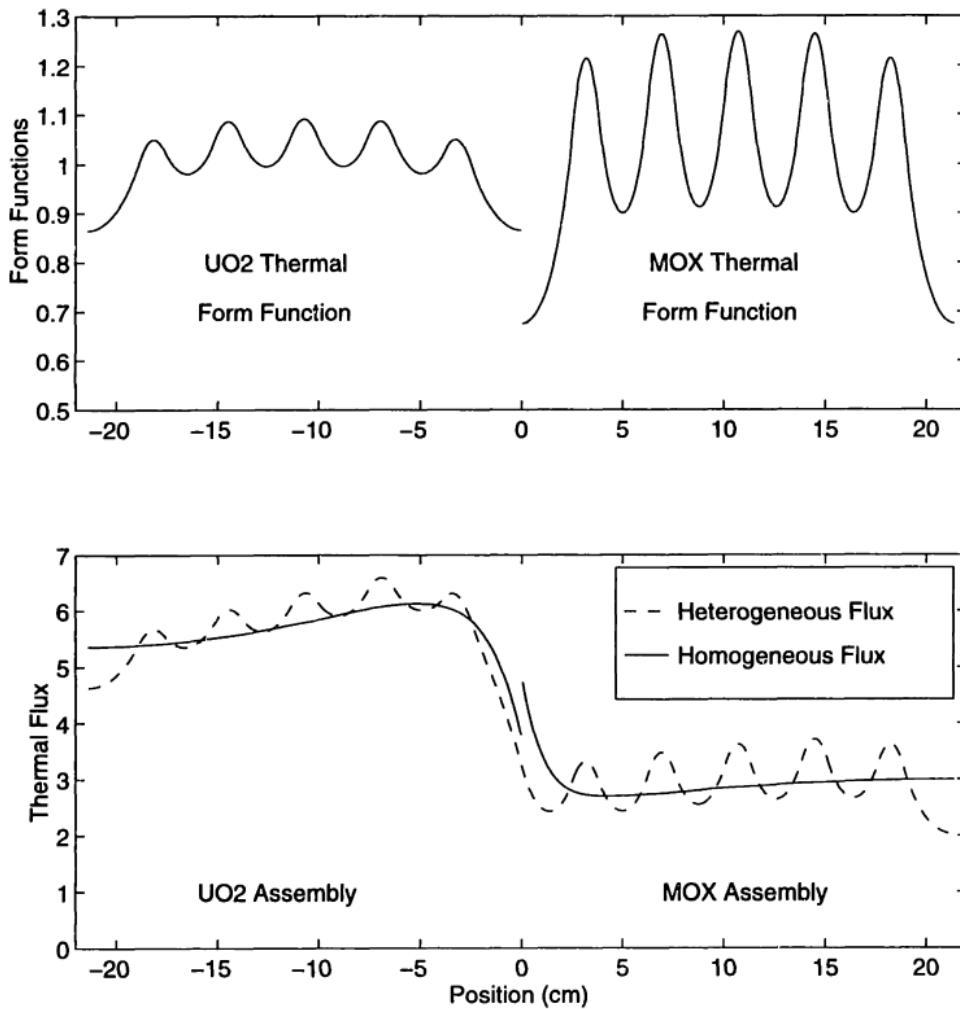 Form Functions
1.3
1.2
1.1
1
0.9
0.8
0.7
0.6
0.5
UO2 Thermal
Form Function
MOX Thermal
Form Function
−20 −15 −10 −5 0 5 10 15 20
Thermal Flux
7
6
5
4
3
2
1
0
Heterogeneous Flux
Homogeneous Flux
UO2 Assembly
MOX Assembly
−20 −15 −10 −5 0 5 10 15 20
Position (cm)